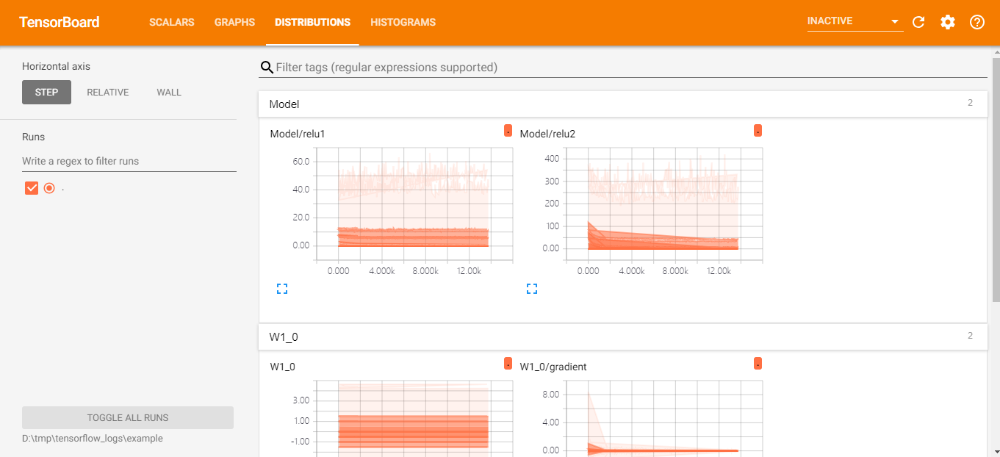 TensorBoard SCALARS GRAPHS DISTRIBUTIONS HISTOGRAMS INACTIVE
Horizontal axis
STEP RELATIVE WALL
Runs
Write a regex to filter runs
.
TOGGLE ALL RUNS
D:\tmp\tensorflow_logs\example
Filter tags (regular expressions supported)
Model 2
Model/relu1 .
60.0
40.0
20.0
0.00
0.000 4.000k 8.000k 12.00k
Model/relu2 .
400
300
200
100
0.00
0.000 4.000k 8.000k 12.00k
W1_0 2
W1_0 .
3.00
1.00
-1.00
W1_0/gradient .
8.00
4.00
0.00